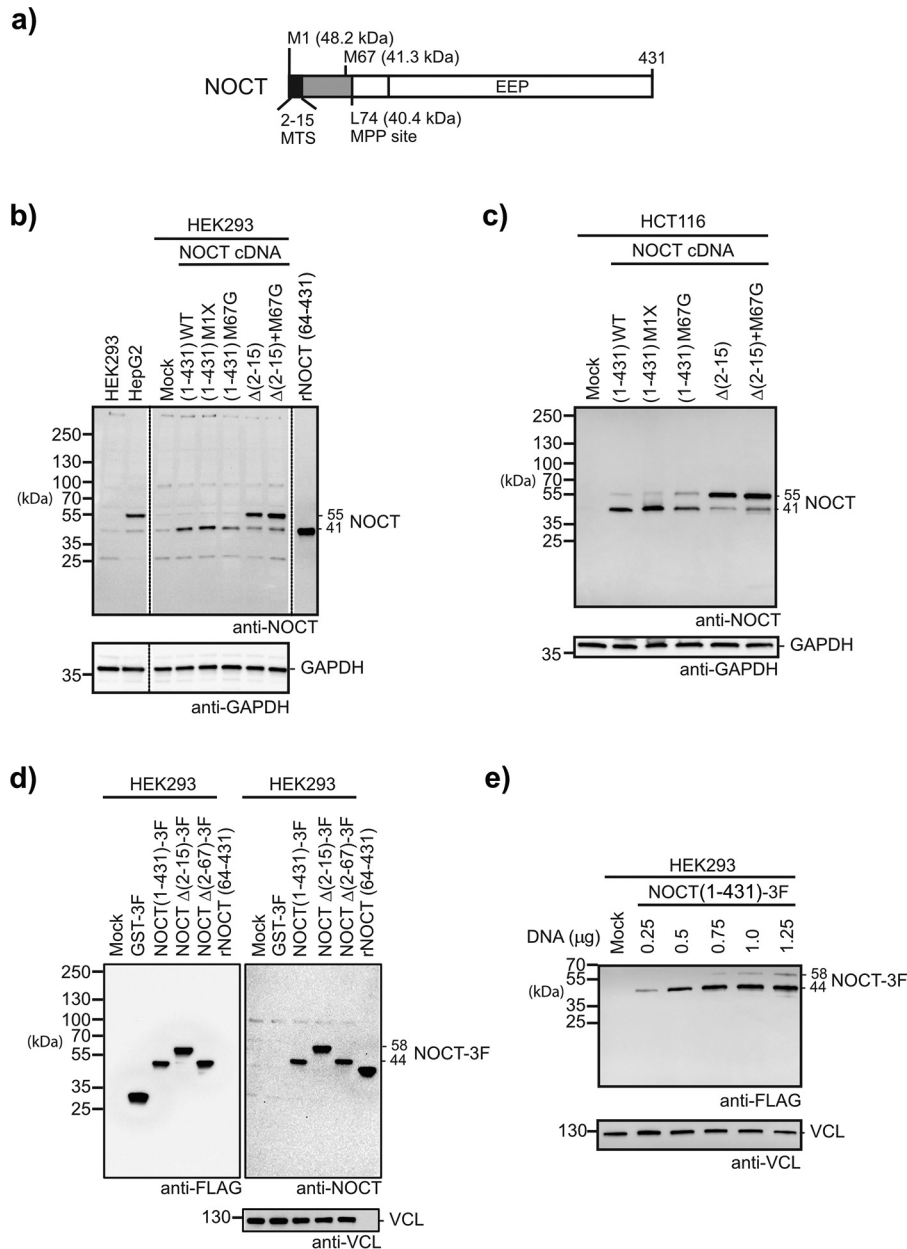 a)
M1 (48.2 kDa)
M67 (41.3 kDa)
431
NOCT
EEP
2-15
MTS
L74 (40.4 kDa)
MPP site
b)
HEK293
NOCT cDNA
HEK293
HepG2
Mock
(1-431) WT
(1-431) M1X
(1-431) M67G
Δ(2-15)
Δ(2-15)+M67G
rNOCT (64-431)
250
130
100
(kDa)
70
55
35
25
55
41
NOCT
anti-NOCT
35
GAPDH
anti-GAPDH
c)
HCT116
NOCT cDNA
Mock
(1-431) WT
(1-431) M1X
(1-431) M67G
Δ(2-15)
Δ(2-15)+M67G
250
130
100
(kDa)
70
55
35
25
55
41
NOCT
anti-NOCT
35
GAPDH
anti-GAPDH
d)
HEK293
HEK293
Mock
GST-3F
NOCT(1-431)-3F
NOCT Δ(2-15)-3F
NOCT Δ(2-67)-3F
rNOCT (64-431)
Mock
GST-3F
NOCT(1-431)-3F
NOCT Δ(2-15)-3F
NOCT Δ(2-67)-3F
rNOCT (64-431)
250
130
100
70
(kDa)
55
35
25
58
44
NOCT-3F
anti-FLAG
anti-NOCT
130
VCL
anti-VCL
e)
HEK293
NOCT(1-431)-3F
DNA (μg)
Mock
0.25
0.5
0.75
1.0
1.25
70
55
(kDa)
35
25
58
44
NOCT-3F
anti-FLAG
130
VCL
anti-VCL